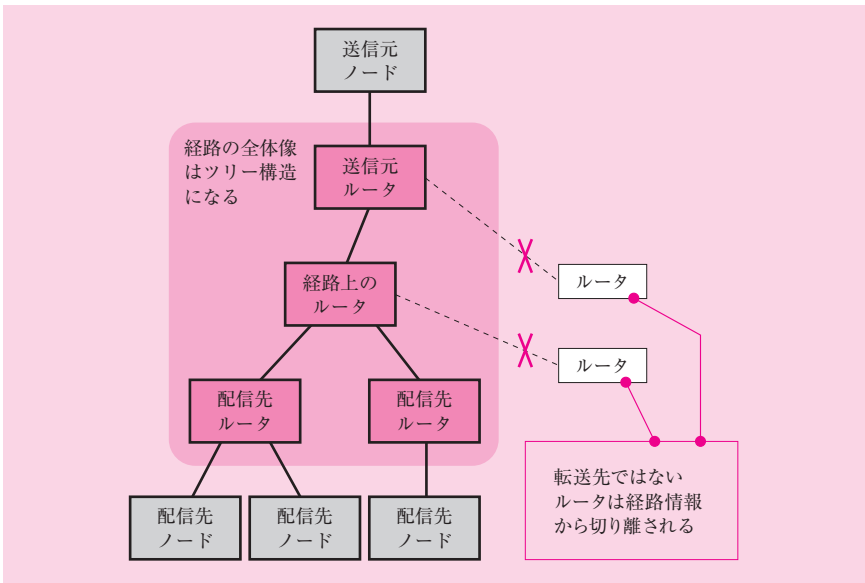 送信元
ノード
経路の全体像
はツリー構造
になる
送信元
ルータ
経路上の
ルータ
ルータ
ルータ
配信先
ルータ
配信先
ルータ
転送先ではない
ルータは経路情報
から切り離される
配信先
ノード
配信先
ノード
配信先
ノード